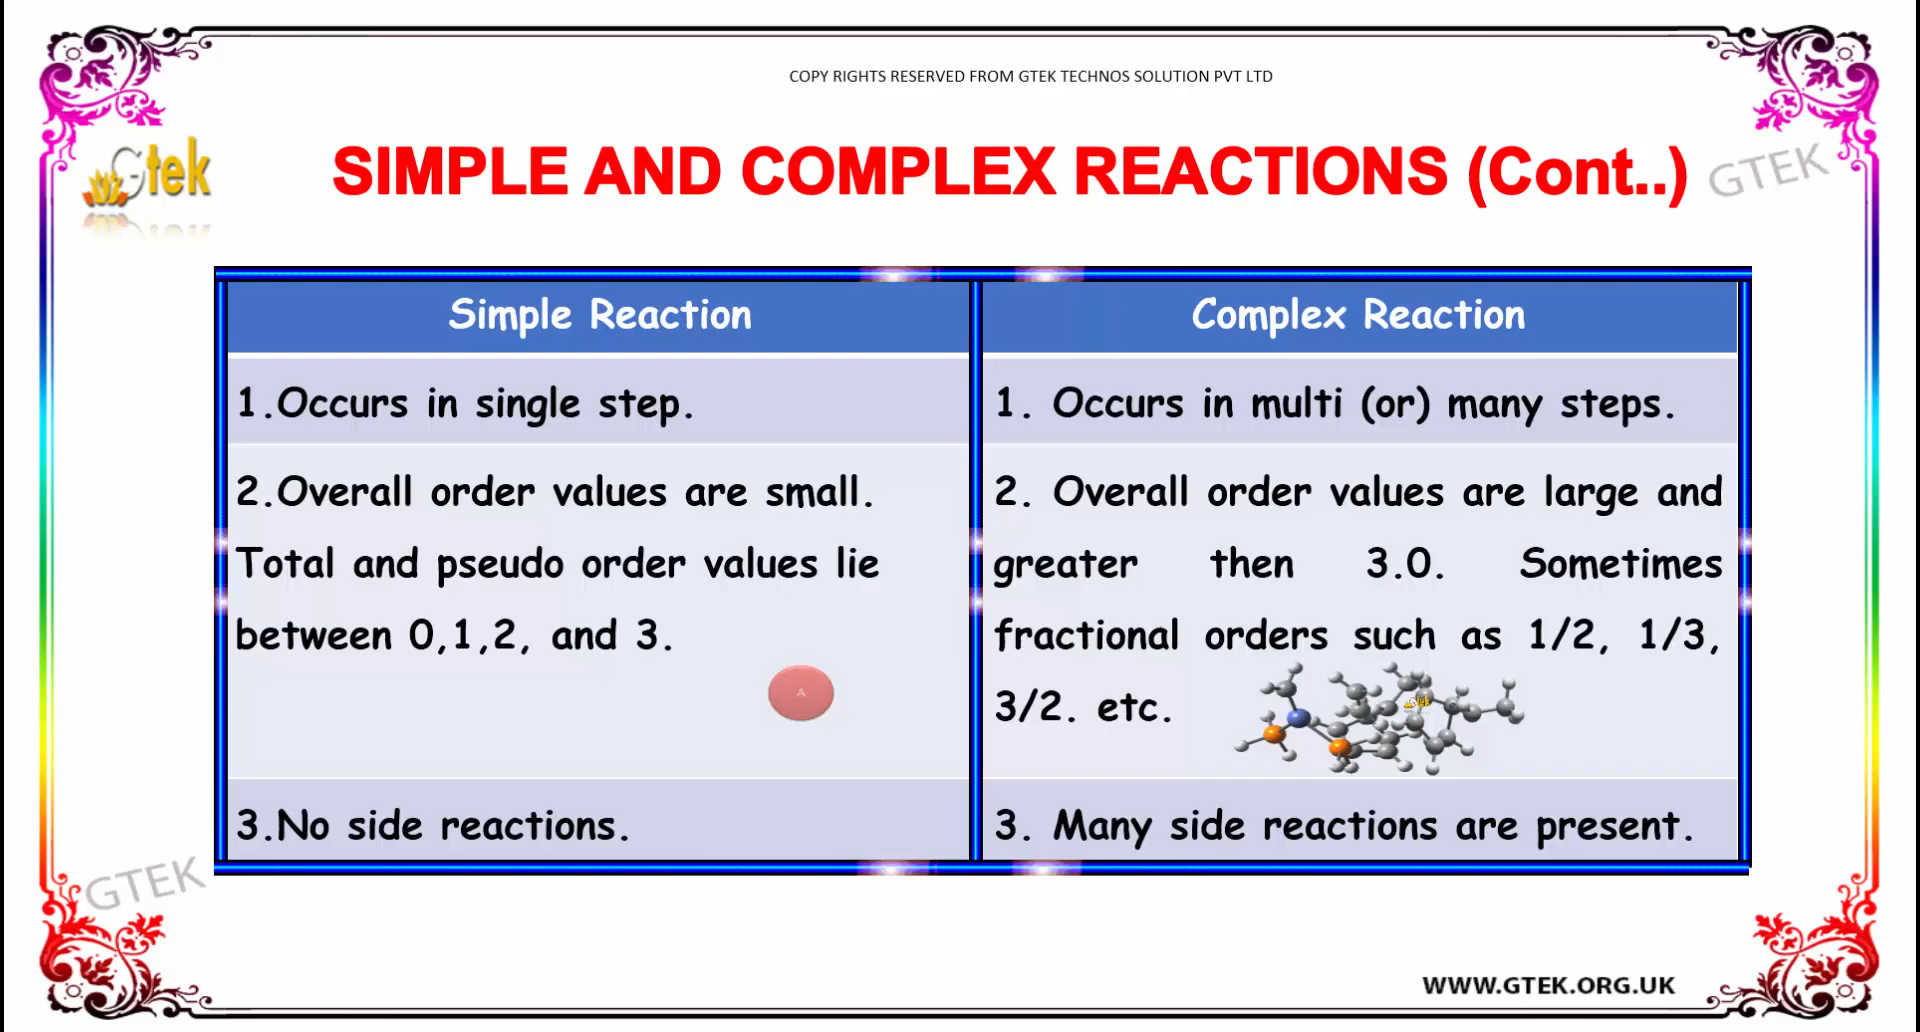 COPY RIGHTS RESERVED FROM GTEK TECHNOS SOLUTION PVT LTD
Gtek
SIMPLE AND COMPLEX REACTIONS (Cont..)
GTEK
Simple Reaction
Complex Reaction
1.Occurs in single step.
1. Occurs in multi (or) many steps.
2.Overall order values are small.
Total and pseudo order values lie
between 0,1,2, and 3.
A
2. Overall order values are large and
greater then 3.0. Sometimes
fractional orders such as 1/2, 1/3,
3/2. etc.
Gtek
3.No side reactions.
3. Many side reactions are present.
GTEK
WWW.GTEK.ORG.UK